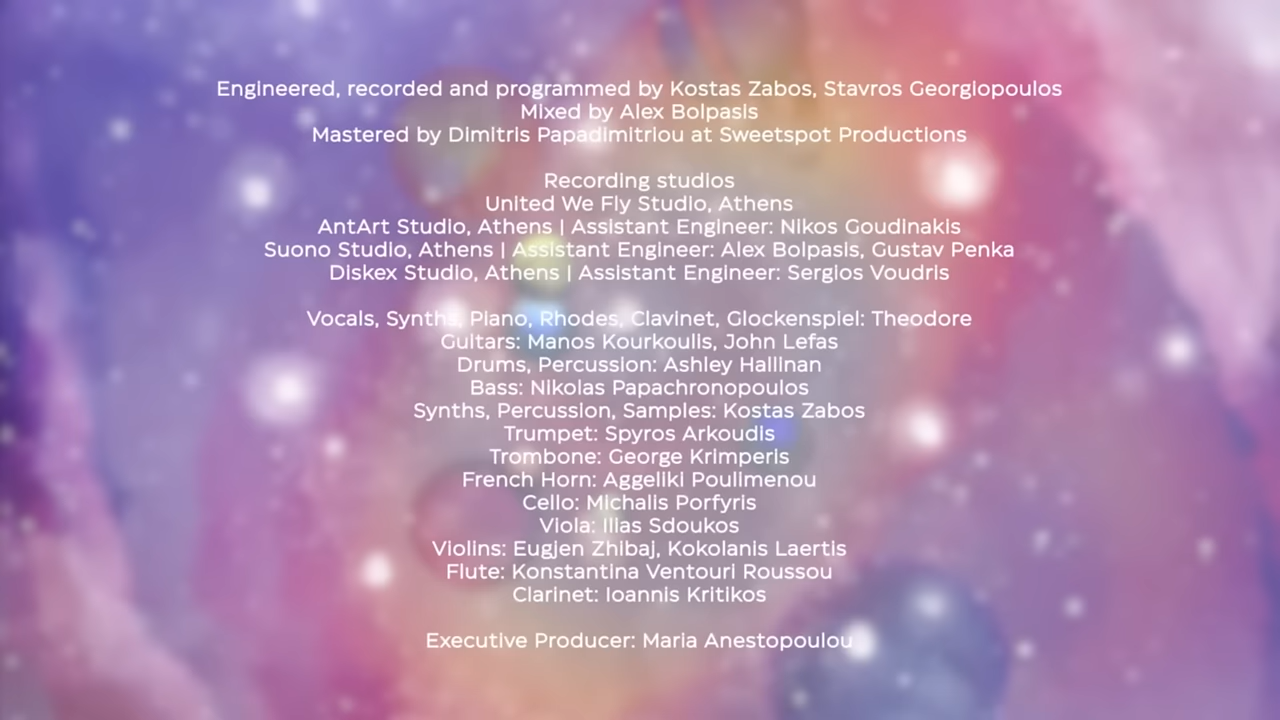 Engineered, recorded and programmed by Kostas Zabos, Stavros Georgiopoulos
Mixed by Alex Bolpasis
Mastered by Dimitris Papadimitriou at Sweetspot Productions
Recording studios
United We Fly Studio, Athens
AntArt Studio, Athens | Assistant Engineer: Nikos Goudinakis
Suono Studio, Athens | Assistant Engineer: Alex Bolpasis, Gustav Penka
Diskex Studio, Athens | Assistant Engineer: Sergios Voudris
Vocals, Synths, Piano, Rhodes, Clavinet, Glockenspiel: Theodore
Guitars: Manos Kourkoulis, John Lefas
Drums, Percussion: Ashley Hallinan
Bass: Nikolas Papachronopoulos
Synths, Percussion, Samples: Kostas Zabos
Trumpet: Spyros Arkoudis
Trombone: George Krimperis
French Horn: Aggeliki Poulimenou
Cello: Michalis Porfyris
Viola: Ilias Sdoukos
Violins: Eugjen Zhibaj, Kokolanis Laertis
Flute: Konstantina Ventouri Roussou
Clarinet: Ioannis Kritikos
Executive Producer: Maria Anestopoulou